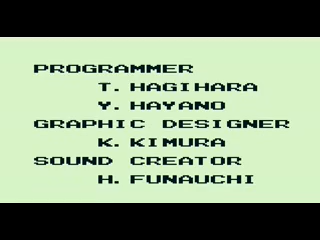 PROGRAMMER
T. HAGIHARA
Y. HAYANO
GRAPHIC DESIGNER
K. KIMURA
SOUND CREATOR
H. FUNAUCHI